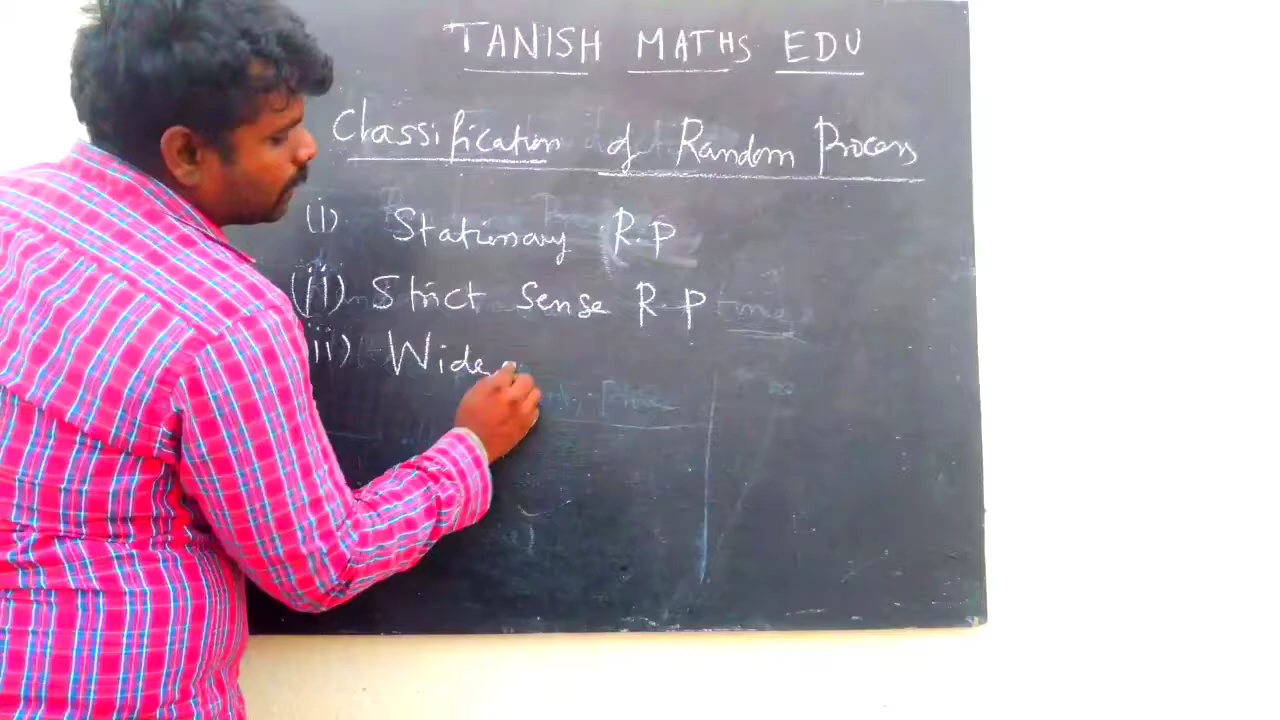 TANISH MATHS EDU
Classification of Random Process
(i) Stationary R.P
(ii) Strict Sense R.P
iii) Wide